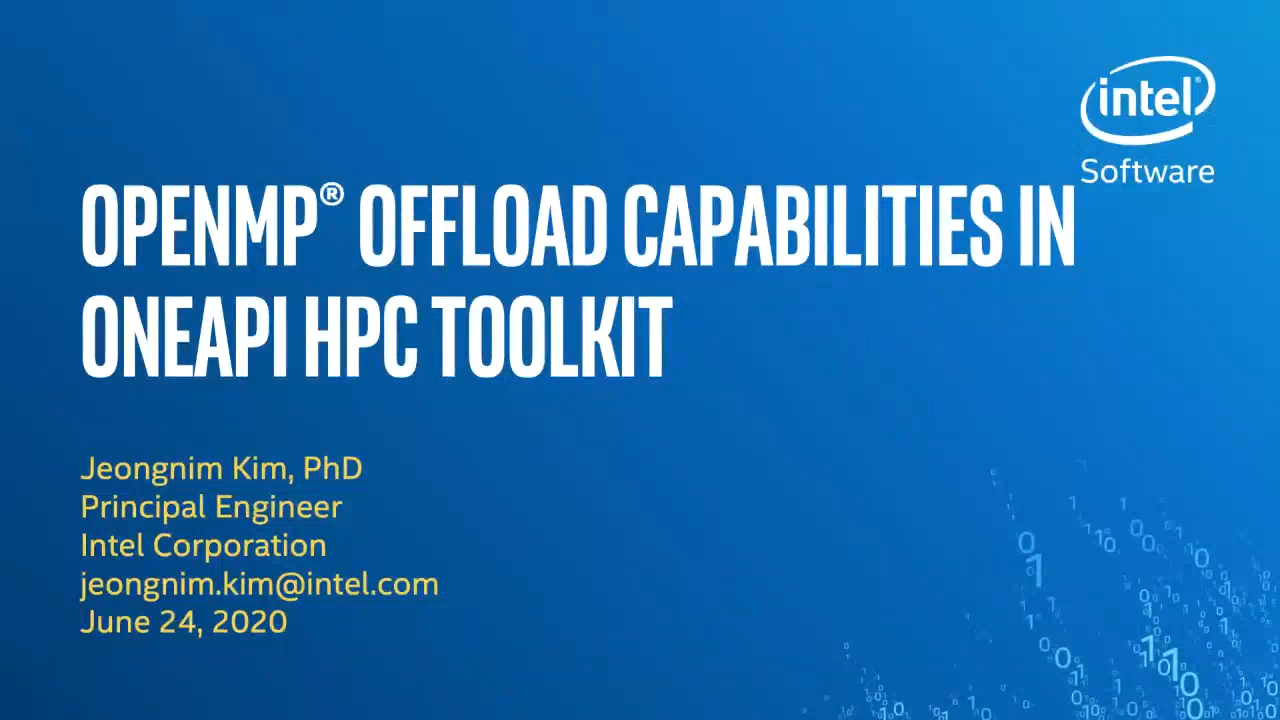 intel®
Software
OPENMP® OFFLOAD CAPABILITIES IN
ONEAPI HPC TOOLKIT
Jeongnim Kim, PhD
Principal Engineer
Intel Corporation
jeongnim.kim@intel.com
June 24, 2020